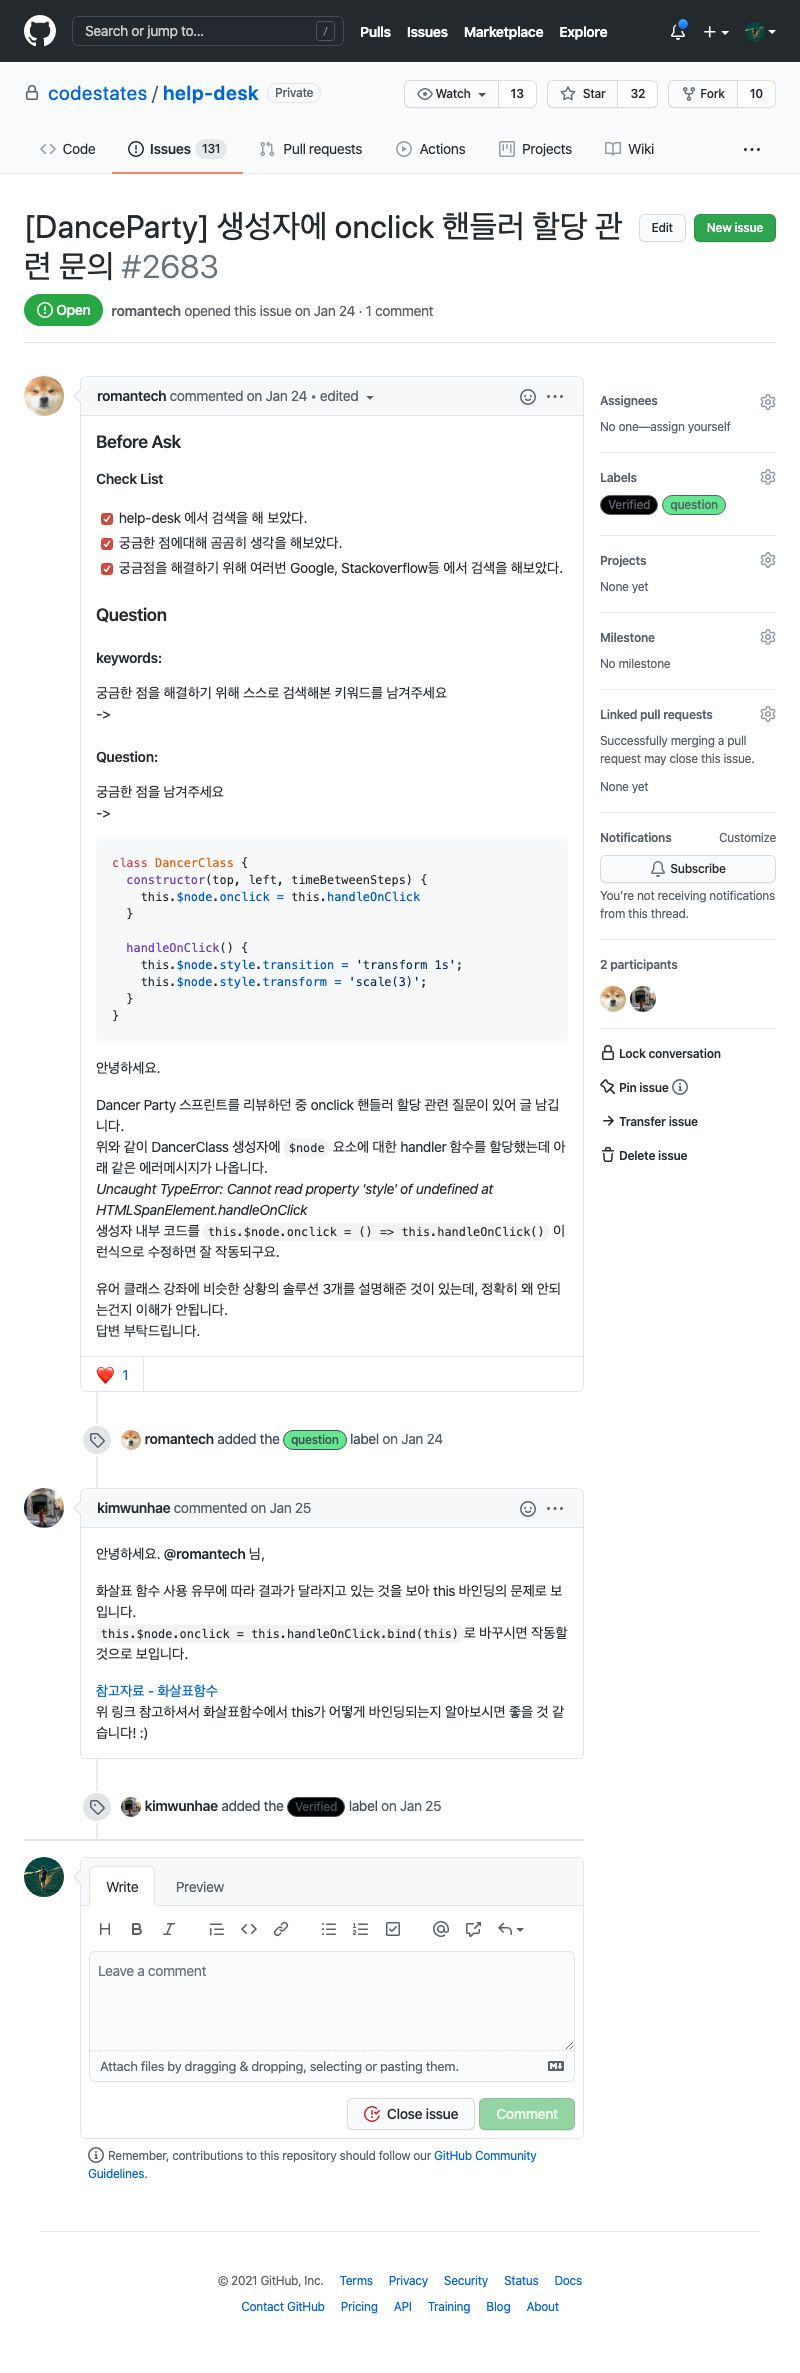 Search or jump to... /
Pulls Issues Marketplace Explore
codestates / help-desk Private
Watch 13 Star 32 Fork 10
Code Issues 131 Pull requests Actions Projects Wiki ...
[DanceParty] 생성자에 onclick 핸들러 할당 관
련 문의 #2683
Edit New issue
Open romantech opened this issue on Jan 24 · 1 comment
romantech commented on Jan 24 • edited
Before Ask
Check List
help-desk 에서 검색을 해 보았다.
궁금한 점에대해 곰곰히 생각을 해보았다.
궁금점을 해결하기 위해 여러번 Google, Stackoverflow등 에서 검색을 해보았다.
Question
keywords:
궁금한 점을 해결하기 위해 스스로 검색해본 키워드를 남겨주세요
->
Question:
궁금한 점을 남겨주세요
->
class DancerClass {
constructor(top, left, timeBetweenSteps) {
this.$node.onclick = this.handleOnClick
}
handleOnClick() {
this.$node.style.transition = 'transform 1s';
this.$node.style.transform = 'scale(3)';
}
}
안녕하세요.
Dancer Party 스프린트를 리뷰하던 중 onclick 핸들러 할당 관련 질문이 있어 글 남깁
니다.
위와 같이 DancerClass 생성자에 $node 요소에 대한 handler 함수를 할당했는데 아
래 같은 에러메시지가 나옵니다.
Uncaught TypeError: Cannot read property 'style' of undefined at
HTMLSpanElement.handleOnClick
생성자 내부 코드를 this.$node.onclick = () => this.handleOnClick() 이
런식으로 수정하면 잘 작동되구요.
유어 클래스 강좌에 비슷한 상황의 솔루션 3개를 설명해준 것이 있는데, 정확히 왜 안되
는건지 이해가 안됩니다.
답변 부탁드립니다.
❤️ 1
romantech added the question label on Jan 24
kimwunhae commented on Jan 25
안녕하세요. @romantech 님,
화살표 함수 사용 유무에 따라 결과가 달라지고 있는 것을 보아 this 바인딩의 문제로 보
입니다.
this.$node.onclick = this.handleOnClick.bind(this) 로 바꾸시면 작동할
것으로 보입니다.
참고자료 - 화살표함수
위 링크 참고하셔서 화살표함수에서 this가 어떻게 바인딩되는지 알아보시면 좋을 것 같
습니다! :)
kimwunhae added the Verified label on Jan 25
Write Preview
Leave a comment
Attach files by dragging & dropping, selecting or pasting them.
Close issue Comment
Remember, contributions to this repository should follow our GitHub Community
Guidelines.
Assignees
No one—assign yourself
Labels
Verified question
Projects
None yet
Milestone
No milestone
Linked pull requests
Successfully merging a pull
request may close this issue.
None yet
Notifications Customize
Subscribe
You're not receiving notifications
from this thread.
2 participants
Lock conversation
Pin issue
Transfer issue
Delete issue
© 2021 GitHub, Inc. Terms Privacy Security Status Docs
Contact GitHub Pricing API Training Blog About